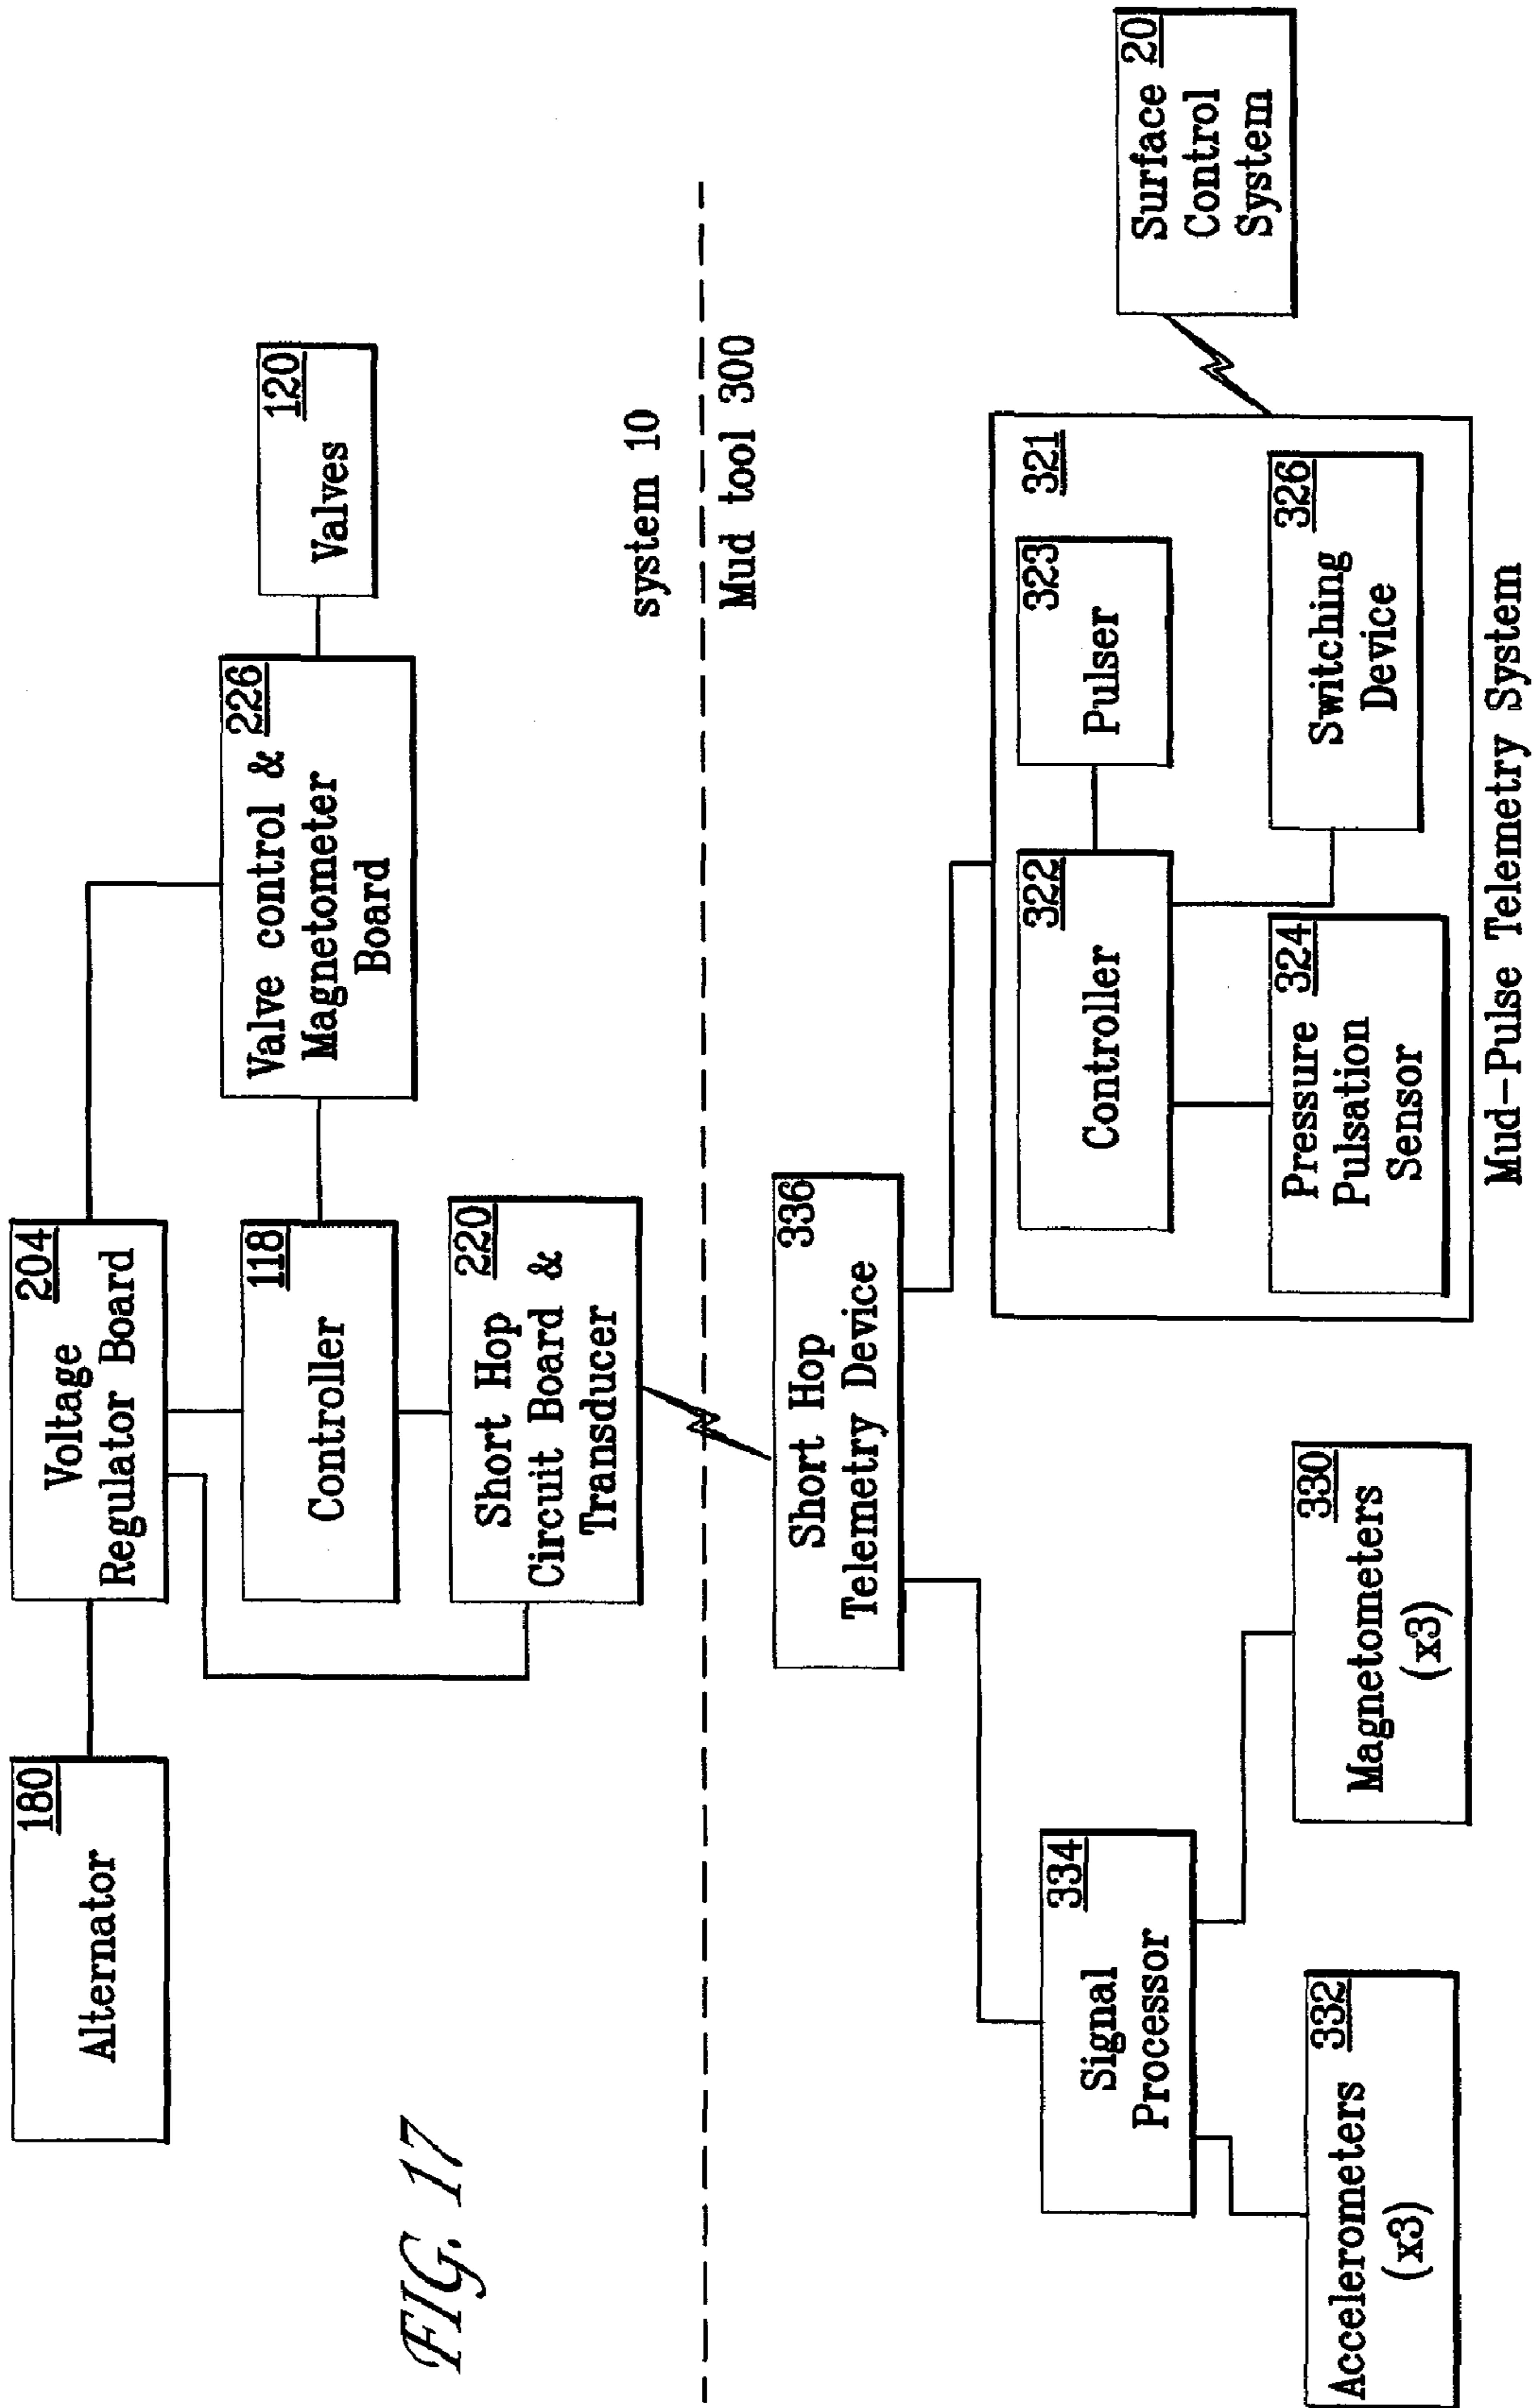 180
Alternator
204
Voltage
Regulator Board
118
Controller
220
Short Hop
Circuit Board &
Transducer
226
Valve control &
Magnetometer
Board
120
Valves
FIG. 17
system 10
Mud tool 300
336
Short Hop
Telemetry Device
334
Signal
Processor
332
Accelerometers
(x3)
330
Magnetometers
(x3)
321
322
Controller
323
Pulser
324
Pressure
Pulsation
Sensor
326
Switching
Device
Mud-Pulse Telemetry System
Surface 20
Control
System